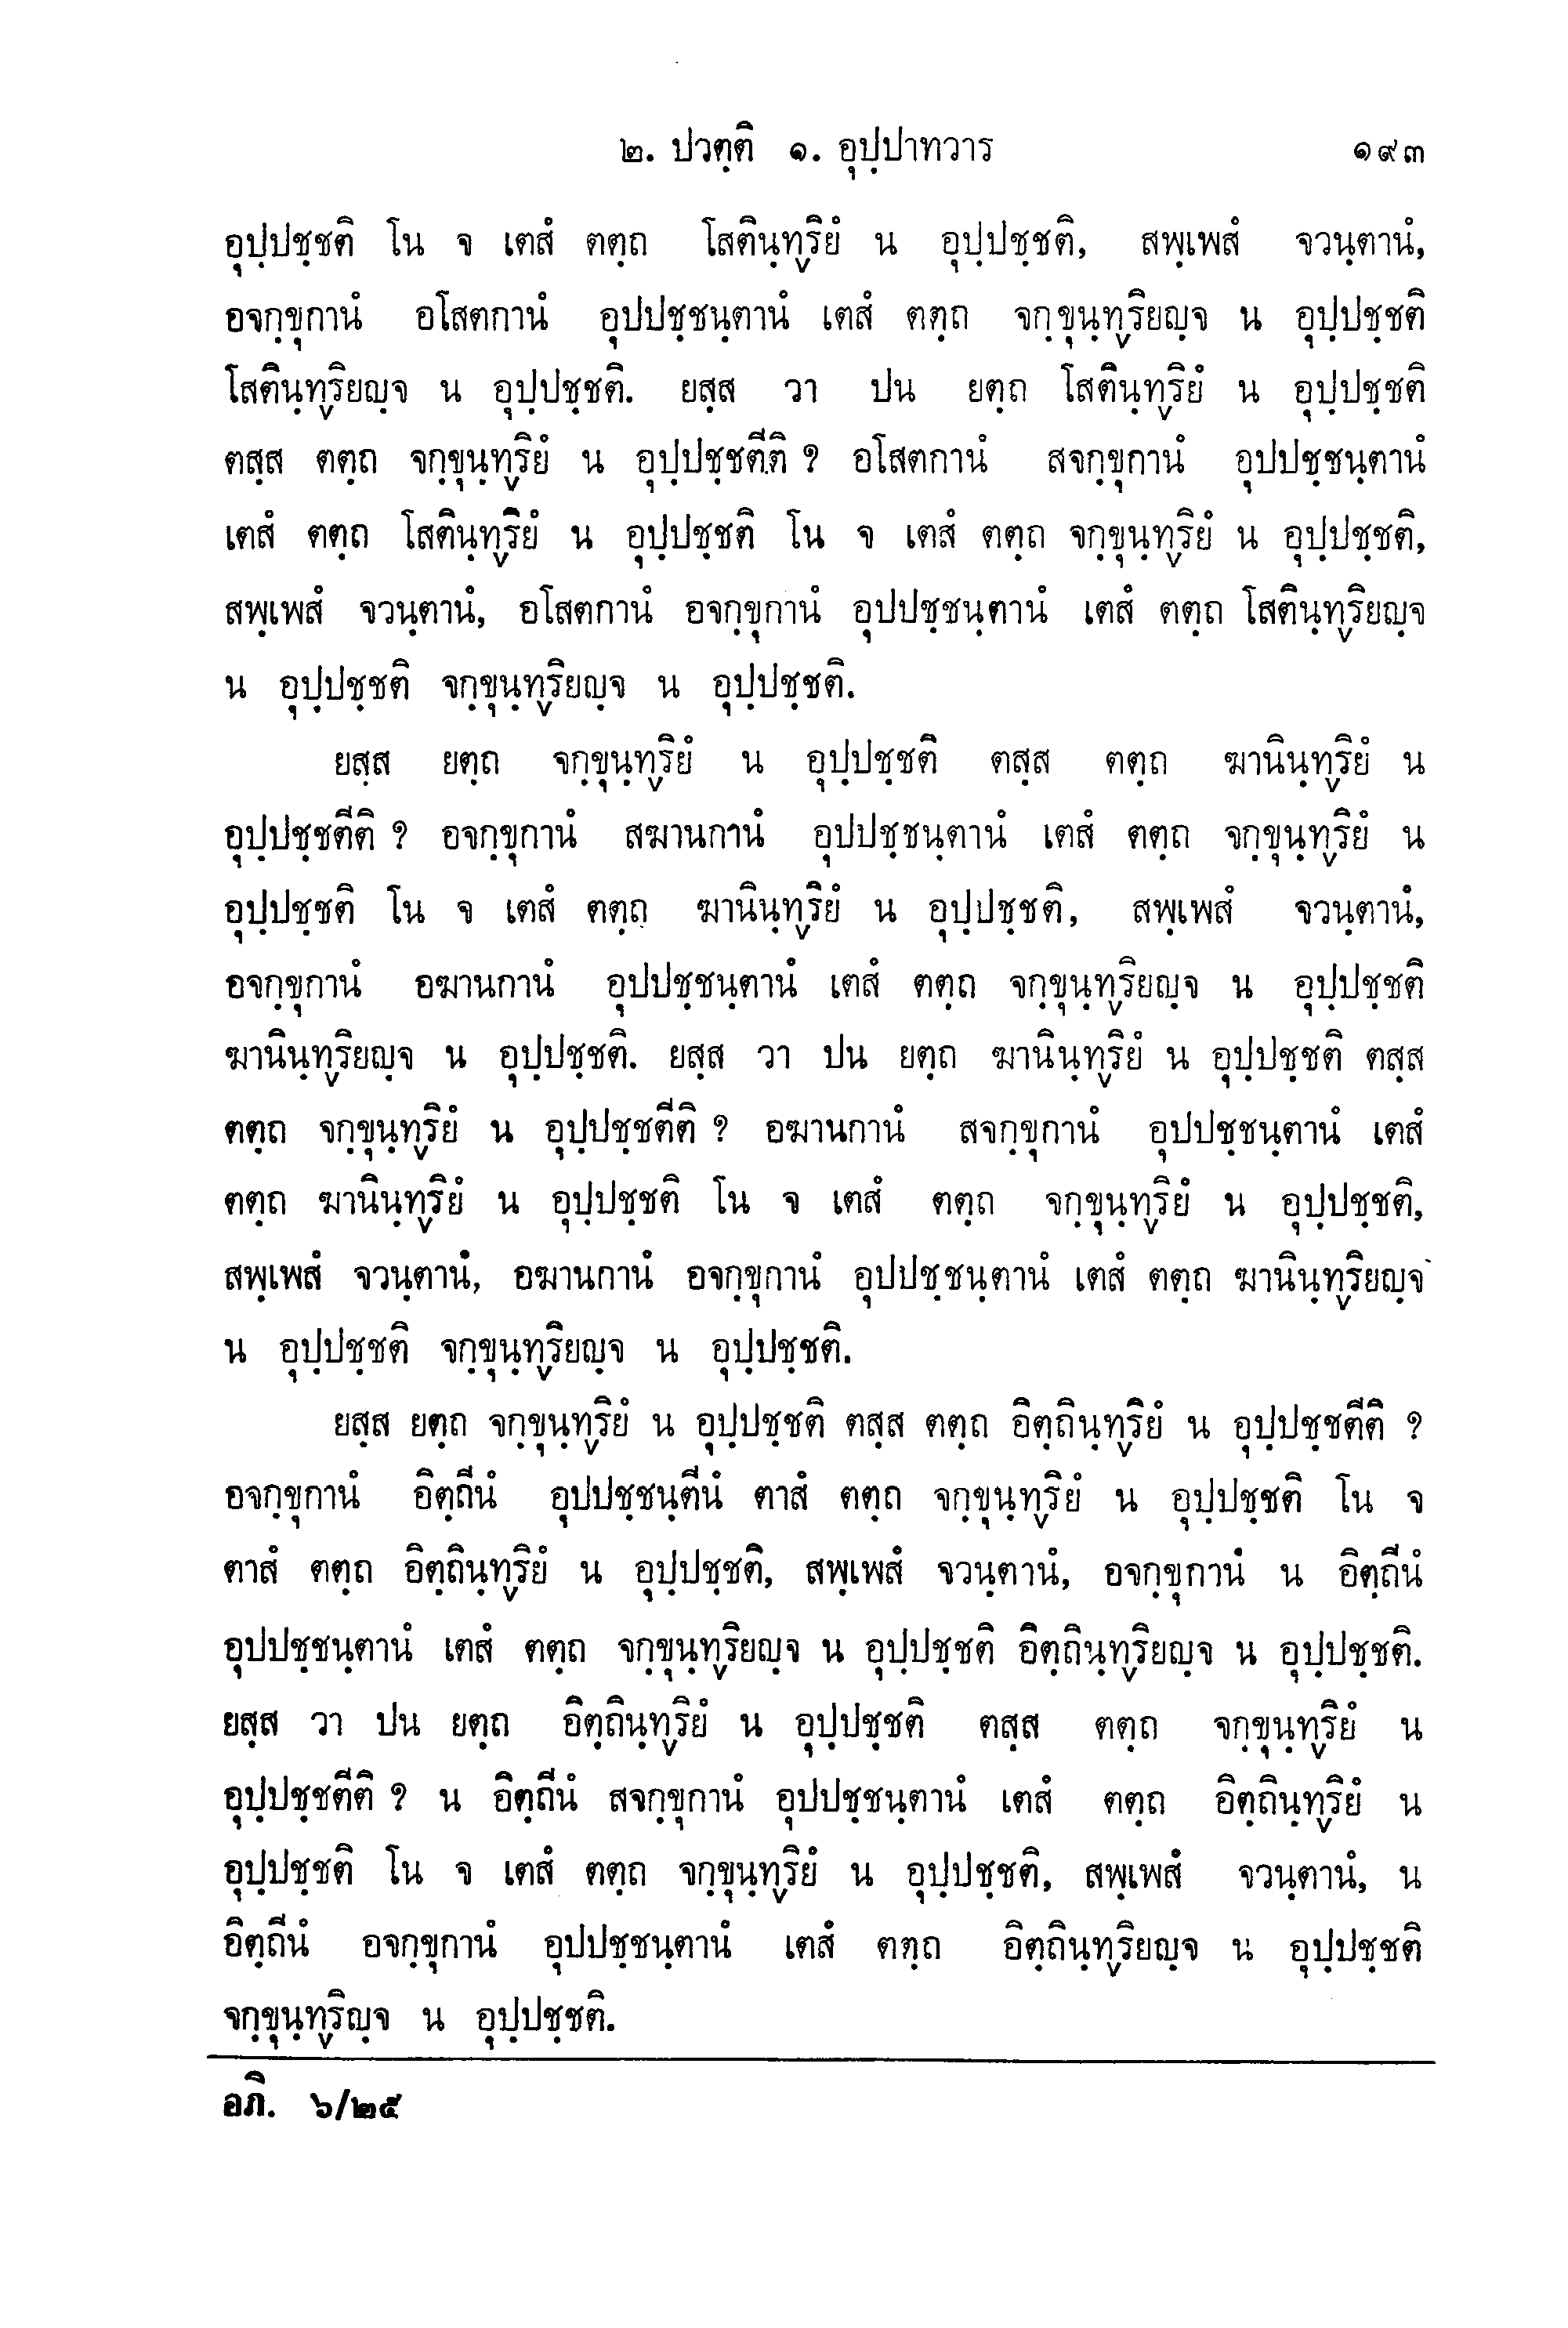 ๒. ปวตฺติ ๑. อุปฺปาทวาร ๑๙๓
อุปฺปชฺชติ โน จ เตสํ ตตฺถ โสตินฺทฺริยํ น อุปฺปชฺชติ, สพฺเพสํ จวนฺตานํ,
อจกฺขุกานํ อโสตกานํ อุปปชฺชนฺตานํ เตสํ ตตฺถ จกฺขุนฺทฺริยญฺจ น อุปฺปชฺชติ
โสตินฺทฺริยญฺจ น อุปฺปชฺชติ. ยสฺส วา ปน ยตฺถ โสตินฺทฺริยํ น อุปฺปชฺชติ
ตสฺส ตตฺถ จกฺขุนฺทฺริยํ น อุปฺปชฺชตีติ ? อโสตกานํ สจกฺขุกานํ อุปปชฺชนฺตานํ
เตสํ ตตฺถ โสตินฺทฺริยํ น อุปฺปชฺชติ โน จ เตสํ ตตฺถ จกฺขุนฺทฺริยํ น อุปฺปชฺชติ,
สพฺเพสํ จวนฺตานํ, อโสตกานํ อจกฺขุกานํ อุปปชฺชนฺตานํ เตสํ ตตฺถ โสตินฺทฺริยญฺจ
น อุปฺปชฺชติ จกฺขุนฺทฺริยญฺจ น อุปฺปชฺชติ.
ยสฺส ยตฺถ จกฺขุนฺทฺริยํ น อุปฺปชฺชติ ตสฺส ตตฺถ ฆานินฺทฺริยํ น
อุปฺปชฺชตีติ ? อจกฺขุกานํ สฆานกานํ อุปปชฺชนฺตานํ เตสํ ตตฺถ จกฺขุนฺทฺริยํ น
อุปฺปชฺชติ โน จ เตสํ ตตฺถ ฆานินฺทฺริยํ น อุปฺปชฺชติ, สพฺเพสํ จวนฺตานํ,
อจกฺขุกานํ อฆานกานํ อุปปชฺชนฺตานํ เตสํ ตตฺถ จกฺขุนฺทฺริยญฺจ น อุปฺปชฺชติ
ฆานินฺทฺริยญฺจ น อุปฺปชฺชติ. ยสฺส วา ปน ยตฺถ ฆานินฺทฺริยํ น อุปฺปชฺชติ ตสฺส
ตตฺถ จกฺขุนฺทฺริยํ น อุปฺปชฺชตีติ ? อฆานกานํ สจกฺขุกานํ อุปปชฺชนฺตานํ เตสํ
ตตฺถ ฆานินฺทฺริยํ น อุปฺปชฺชติ โน จ เตสํ ตตฺถ จกฺขุนฺทฺริยํ น อุปฺปชฺชติ,
สพฺเพสํ จวนฺตานํ, อฆานกานํ อจกฺขุกานํ อุปปชฺชนฺตานํ เตสํ ตตฺถ ฆานินฺทฺริยญฺจ
น อุปฺปชฺชติ จกฺขุนฺทฺริยญฺจ น อุปฺปชฺชติ.
ยสฺส ยตฺถ จกฺขุนฺทฺริยํ น อุปฺปชฺชติ ตสฺส ตตฺถ อิตฺถินฺทฺริยํ น อุปฺปชฺชตีติ ?
อจกฺขุกานํ อิตฺถีนํ อุปปชฺชนฺตีนํ ตาสํ ตตฺถ จกฺขุนฺทฺริยํ น อุปฺปชฺชติ โน จ
ตาสํ ตตฺถ อิตฺถินฺทฺริยํ น อุปฺปชฺชติ, สพฺเพสํ จวนฺตานํ, อจกฺขุกานํ น อิตฺถีนํ
อุปปชฺชนฺตานํ เตสํ ตตฺถ จกฺขุนฺทฺริยญฺจ น อุปฺปชฺชติ อิตฺถินฺทฺริยญฺจ น อุปฺปชฺชติ.
ยสฺส วา ปน ยตฺถ อิตฺถินฺทฺริยํ น อุปฺปชฺชติ ตสฺส ตตฺถ จกฺขุนฺทฺริยํ น
อุปฺปชฺชตีติ ? น อิตฺถีนํ สจกฺขุกานํ อุปปชฺชนฺตานํ เตสํ ตตฺถ อิตฺถินฺทฺริยํ น
อุปฺปชฺชติ โน จ เตสํ ตตฺถ จกฺขุนฺทฺริยํ น อุปฺปชฺชติ, สพฺเพสํ จวนฺตานํ, น
อิตฺถีนํ อจกฺขุกานํ อุปปชฺชนฺตานํ เตสํ ตตฺถ อิตฺถินฺทฺริยญฺจ น อุปฺปชฺชติ
จกฺขุนฺทฺริญฺจ น อุปฺปชฺชติ.
อภิ. ๖/๒๕